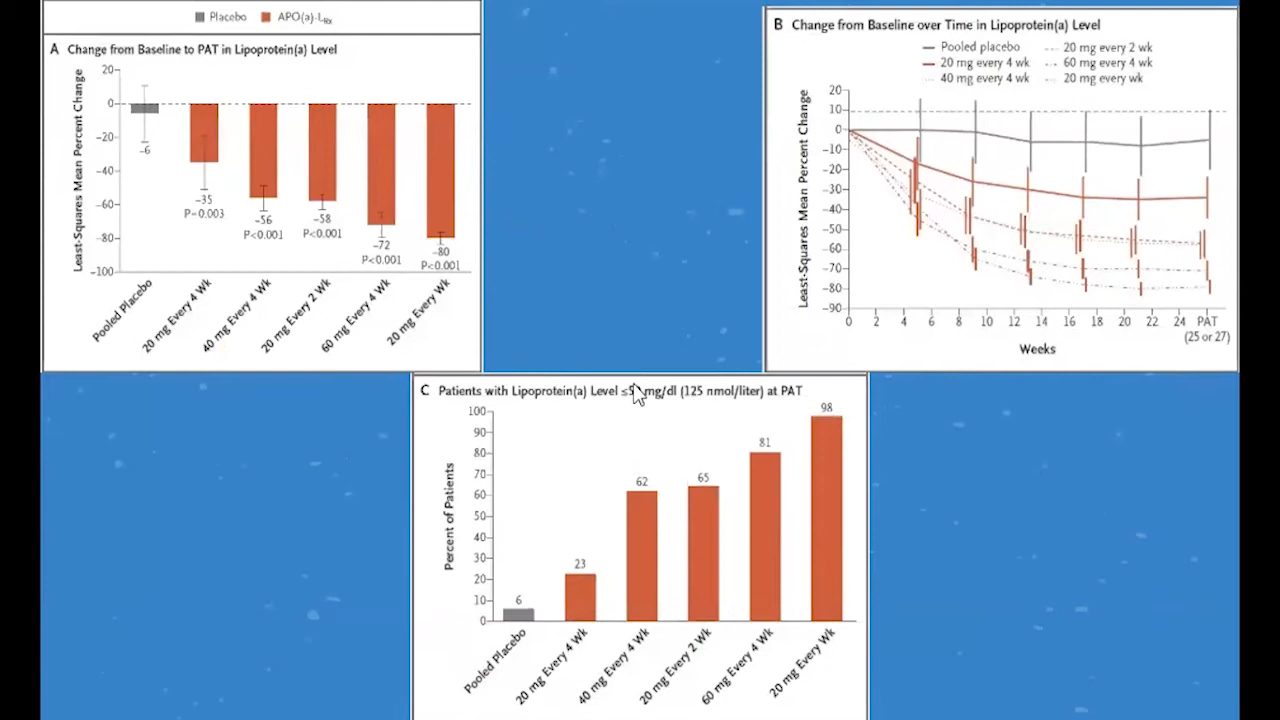 Placebo APO(a)-LRx
A Change from Baseline to PAT in Lipoprotein(a) Level
Least-Squares Mean Percent Change
20
0
−20
−40
−60
−80
−100
−6
−35
P=0.003
−56
P<0.001
−58
P<0.001
−72
P<0.001
−80
P<0.001
Pooled Placebo
20 mg Every 4 Wk
40 mg Every 4 Wk
20 mg Every 2 Wk
60 mg Every 4 Wk
20 mg Every Wk
B Change from Baseline over Time in Lipoprotein(a) Level
Pooled placebo
20 mg every 4 wk
40 mg every 4 wk
20 mg every 2 wk
60 mg every 4 wk
20 mg every wk
Least-Squares Mean Percent Change
20
10
0
−10
−20
−30
−40
−50
−60
−70
−80
−90
0 2 4 6 8 10 12 14 16 18 20 22 24 PAT
(25 or 27)
Weeks
C Patients with Lipoprotein(a) Level mg/dl (125 nmol/liter) at PAT
Percent of Patients
100
90
80
70
60
50
40
30
20
10
0
6
23
62
65
81
98
Pooled Placebo
20 mg Every 4 Wk
40 mg Every 4 Wk
20 mg Every 2 Wk
60 mg Every 4 Wk
20 mg Every Wk